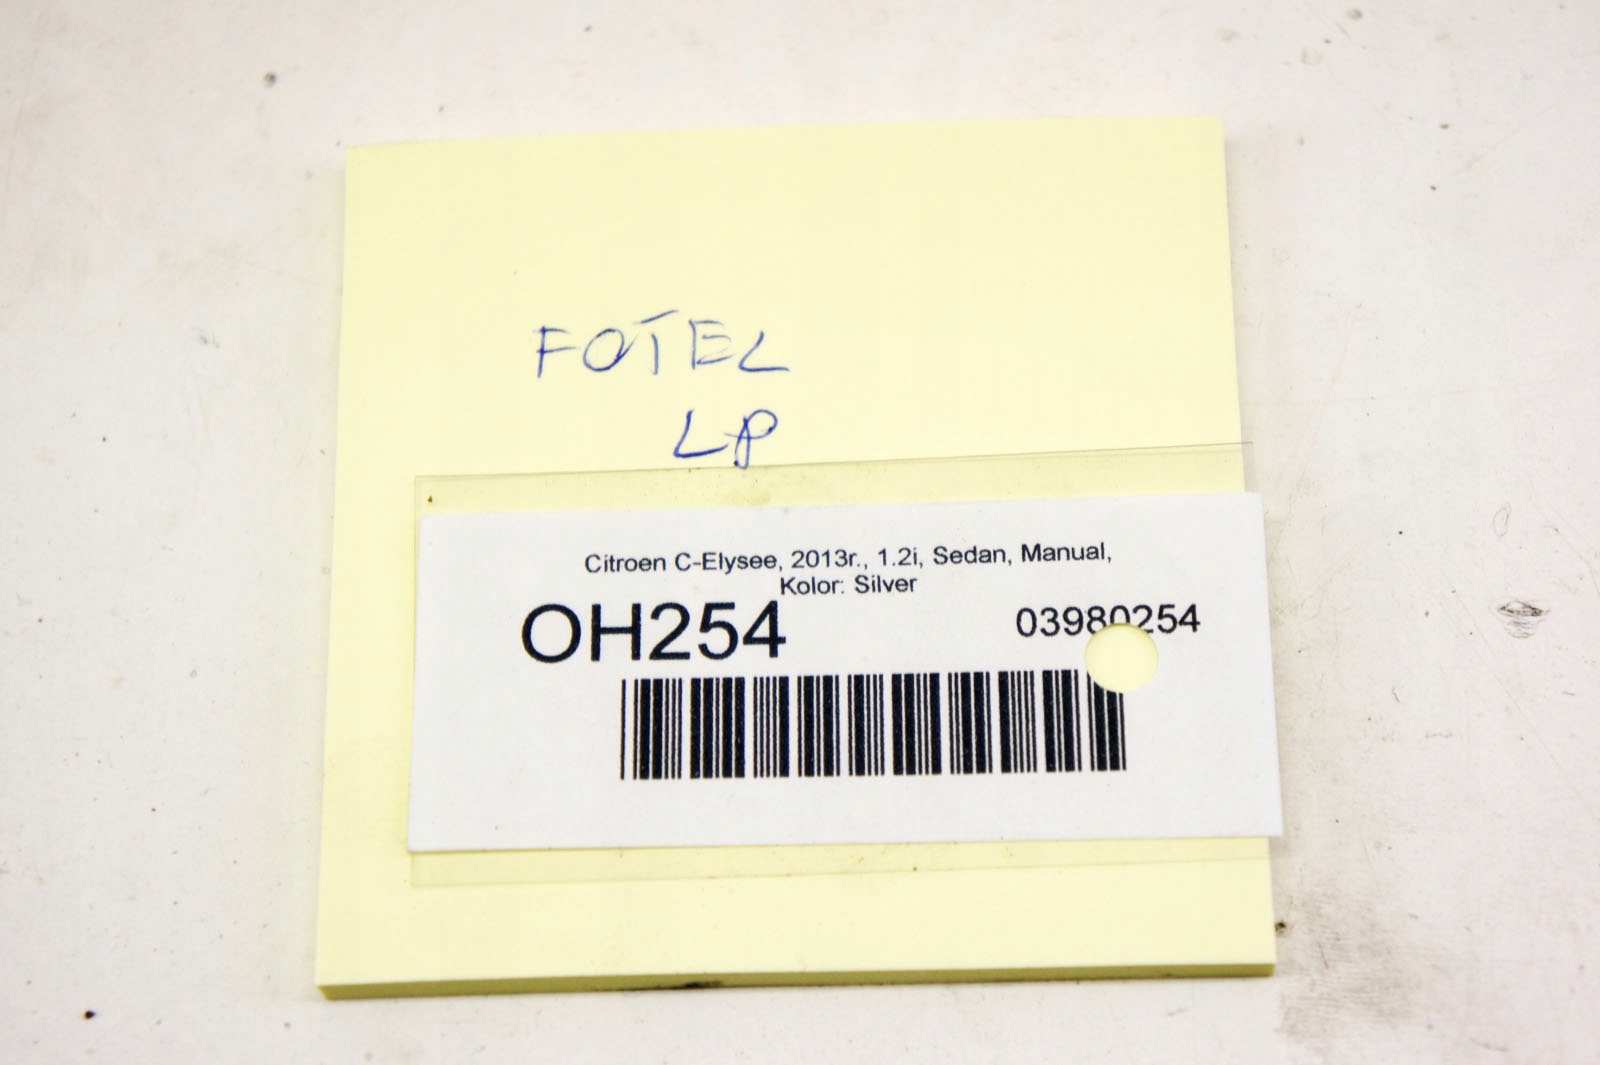 FOTEL
LP
Citroen C-Elysee, 2013r., 1.2i, Sedan, Manual,
Kolor: Silver
OH254
03980254